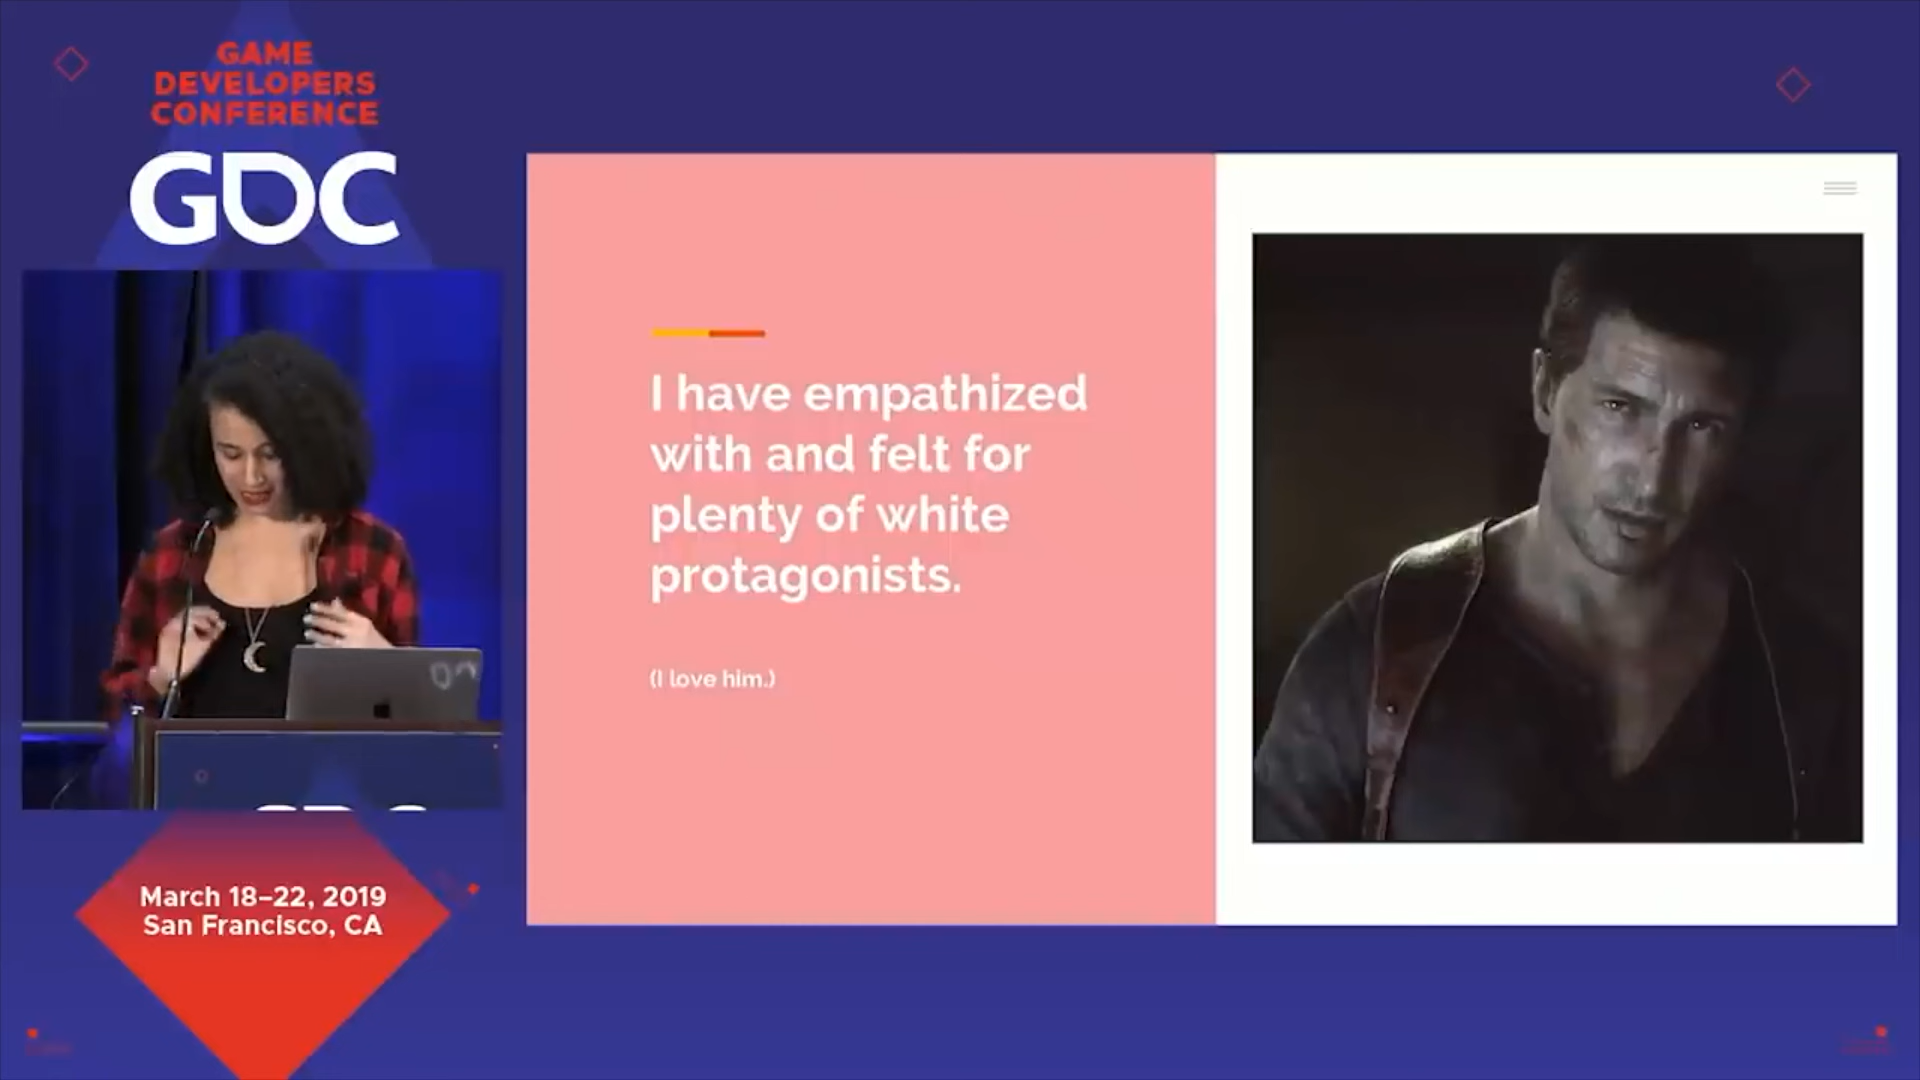 GAME
DEVELOPERS
CONFERENCE
GDC
March 18–22, 2019
San Francisco, CA
I have empathized
with and felt for
plenty of white
protagonists.
(I love him.)